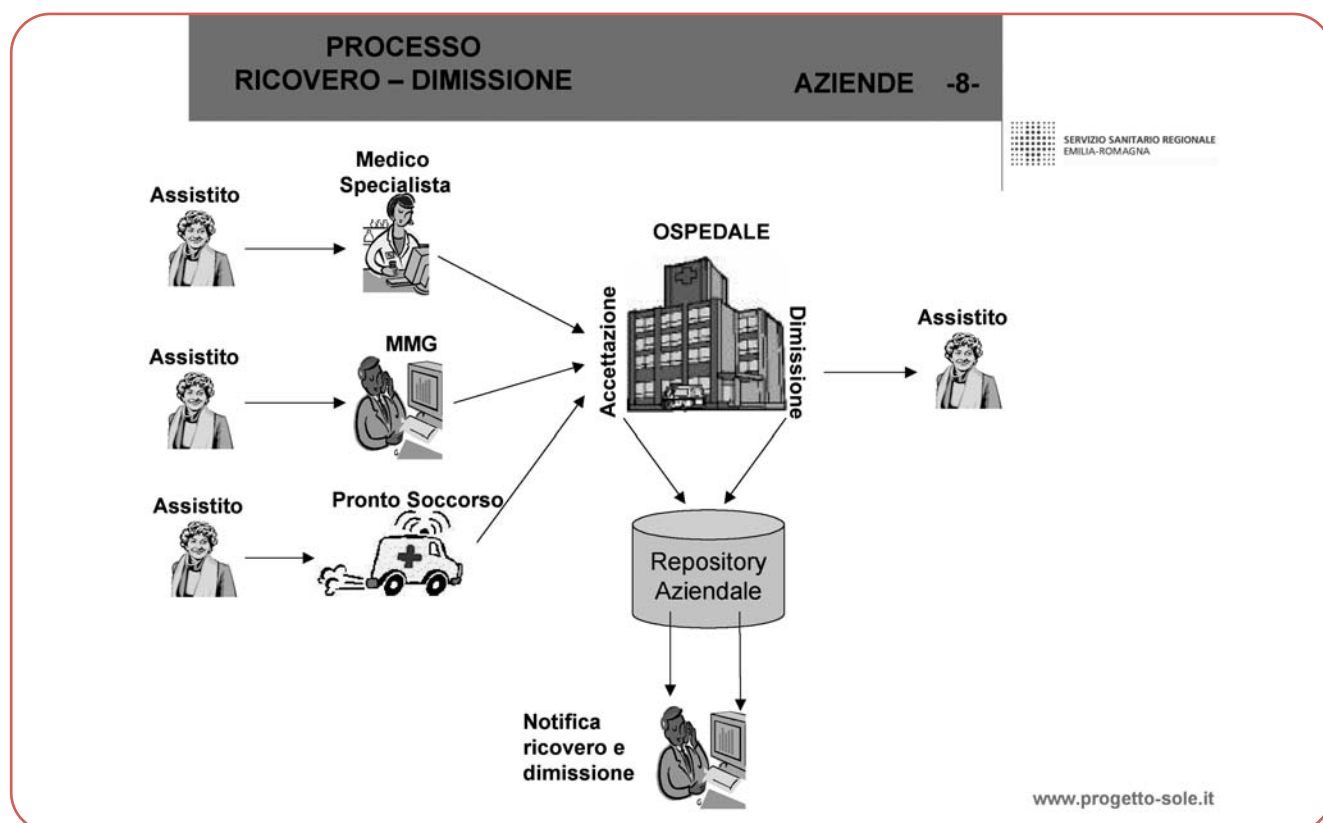 PROCESSO
RICOVERO – DIMISSIONE
AZIENDE -8-
SERVIZIO SANITARIO REGIONALE
EMILIA-ROMAGNA
Medico
Specialista
Assistito
OSPEDALE
Accettazione
Dimissione
Assistito
MMG
Assistito
Assistito
Pronto Soccorso
Repository
Aziendale
Notifica
ricovero e
dimissione
www.progetto-sole.it